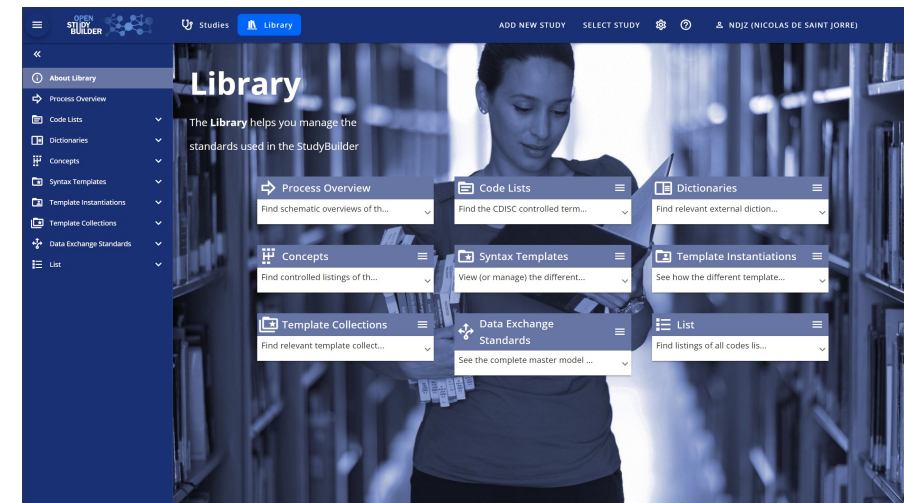 OPEN
STUDY
BUILDER
Studies
Library
ADD NEW STUDY
SELECT STUDY
NDJZ (NICOLAS DE SAINT JORRE)
About Library
Process Overview
Code Lists
Dictionaries
Concepts
Syntax Templates
Template Instantiations
Template Collections
Data Exchange Standards
List
Library
The Library helps you manage the
standards used in the StudyBuilder
Process Overview
Find schematic overviews of th...
Code Lists
Find the CDISC controlled term...
Dictionaries
Find relevant external diction...
Concepts
Find controlled listings of th...
Syntax Templates
View (or manage) the different...
Template Instantiations
See how the different template...
Template Collections
Find relevant template collect...
Data Exchange
Standards
See the complete master model ...
List
Find listings of all codes lis...